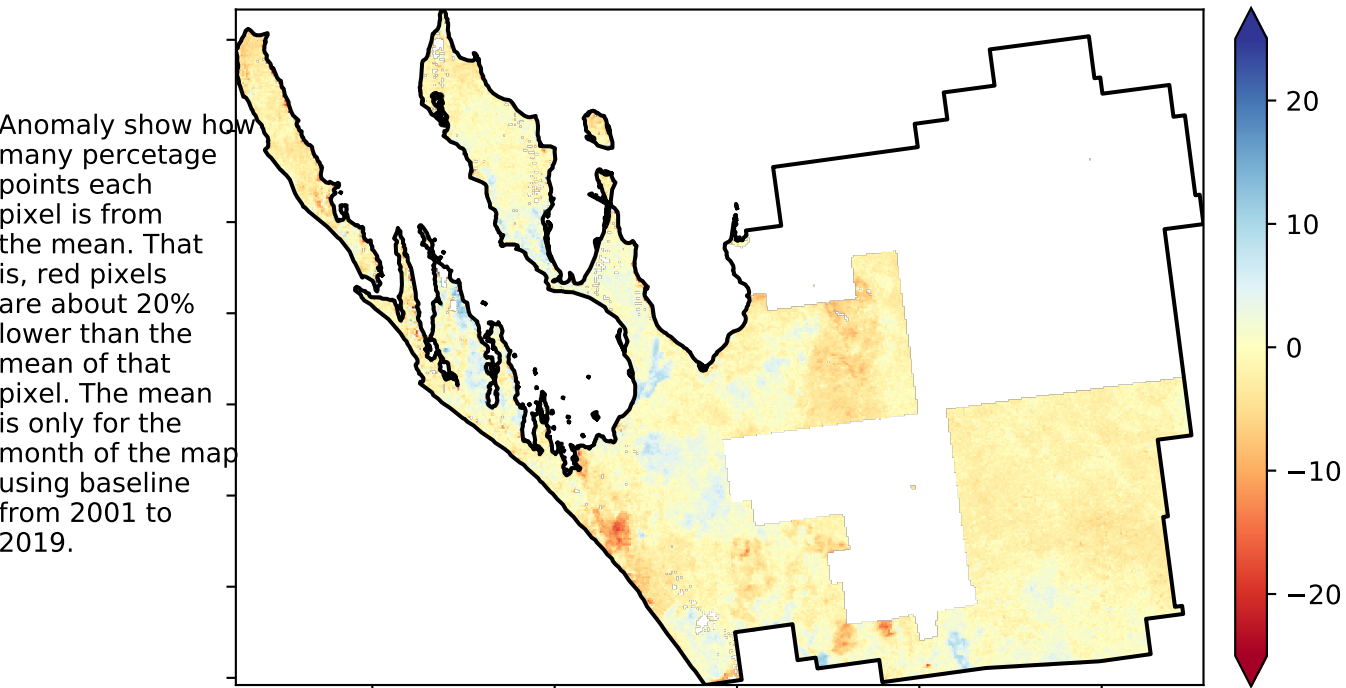 Anomaly show how
many percetage
points each
pixel is from
the mean. That
is, red pixels
are about 20%
lower than the
mean of that
pixel. The mean
is only for the
month of the map
using baseline
from 2001 to
2019.
20
10
0
−10
−20